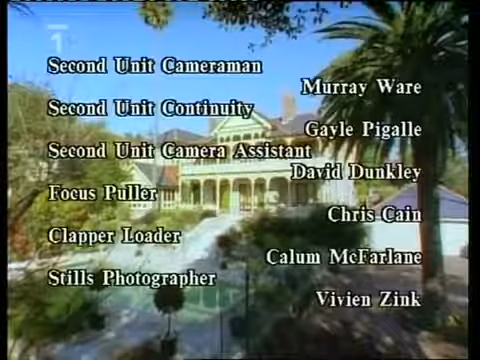 1
Second Unit Cameraman
Murray Ware
Second Unit Continuity
Gayle Pigalle
Second Unit Camera Assistant
David Dunkley
Focus Puller
Chris Cain
Clapper Loader
Calum McFarlane
Stills Photographer
Vivien Zink